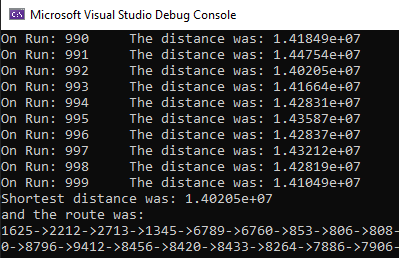 Microsoft Visual Studio Debug Console
On Run: 990 The distance was: 1.41849e+07
On Run: 991 The distance was: 1.44754e+07
On Run: 992 The distance was: 1.40205e+07
On Run: 993 The distance was: 1.41664e+07
On Run: 994 The distance was: 1.42831e+07
On Run: 995 The distance was: 1.43587e+07
On Run: 996 The distance was: 1.42837e+07
On Run: 997 The distance was: 1.43212e+07
On Run: 998 The distance was: 1.42819e+07
On Run: 999 The distance was: 1.41049e+07
Shortest distance was: 1.40205e+07
and the route was:
1625->2212->2713->1345->6789->6760->853->806->808-
0->8796->9412->8456->8420->8433->8264->7886->7906-